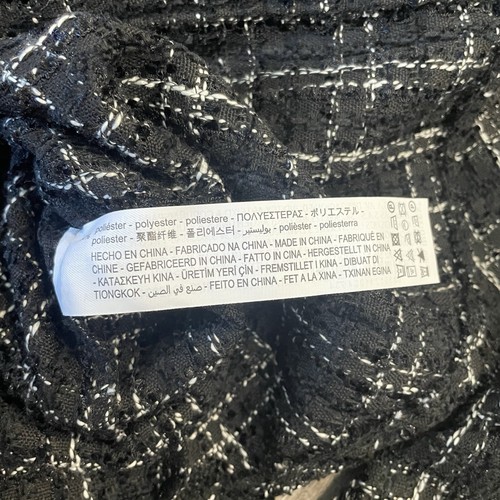 poliéster - polyester - poliestere - ΠΟΛΥΕΣΤΕΡΑΣ - ポリエステル -
poliester - 聚酯纤维 - 폴리에스터 - بوليستير - polièster - poliesterra
HECHO EN CHINA - FABRICADO NA CHINA - MADE IN CHINA - FABRIQUÉ EN
CHINE - GEFABRICEERD IN CHINA - FATTO IN CINA - HERGESTELLT IN CHINA
- ΚΑΤΑΣΚΕΥΗ ΚΙΝΑ - ÜRETİM YERİ ÇİN - FREMSTILLET I KINA - DIBUAT DI
TIONGKOK - صنع في الصين - FEITO EN CHINA - FET A LA XINA - TXINAN EGINA